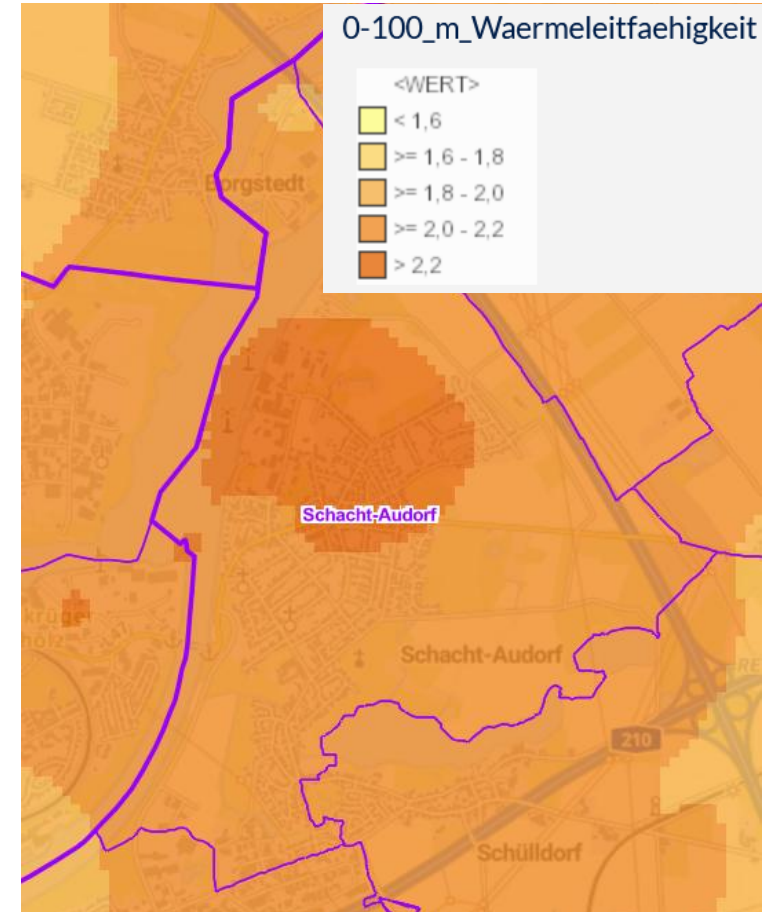 0-100_m_Waermeleitfaehigkeit
<WERT>
< 1,6
>= 1,6 - 1,8
>= 1,8 - 2,0
>= 2,0 - 2,2
> 2,2
Borgstedt
Schacht-Audorf
Schacht-Audorf
210
Schülldorf